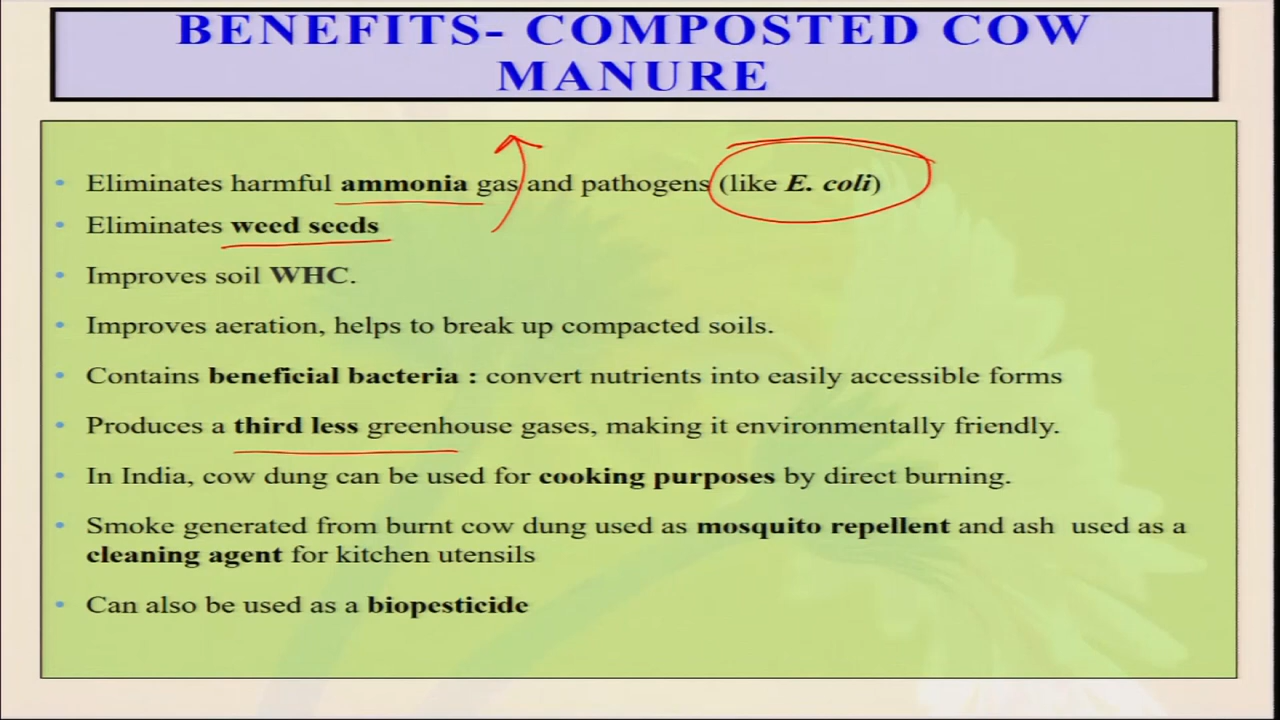 BENEFITS- COMPOSTED COW
MANURE
• Eliminates harmful ammonia gas and pathogens (like E. coli)
• Eliminates weed seeds
• Improves soil WHC.
• Improves aeration, helps to break up compacted soils.
• Contains beneficial bacteria : convert nutrients into easily accessible forms
• Produces a third less greenhouse gases, making it environmentally friendly.
• In India, cow dung can be used for cooking purposes by direct burning.
• Smoke generated from burnt cow dung used as mosquito repellent and ash used as a
cleaning agent for kitchen utensils
• Can also be used as a biopesticide